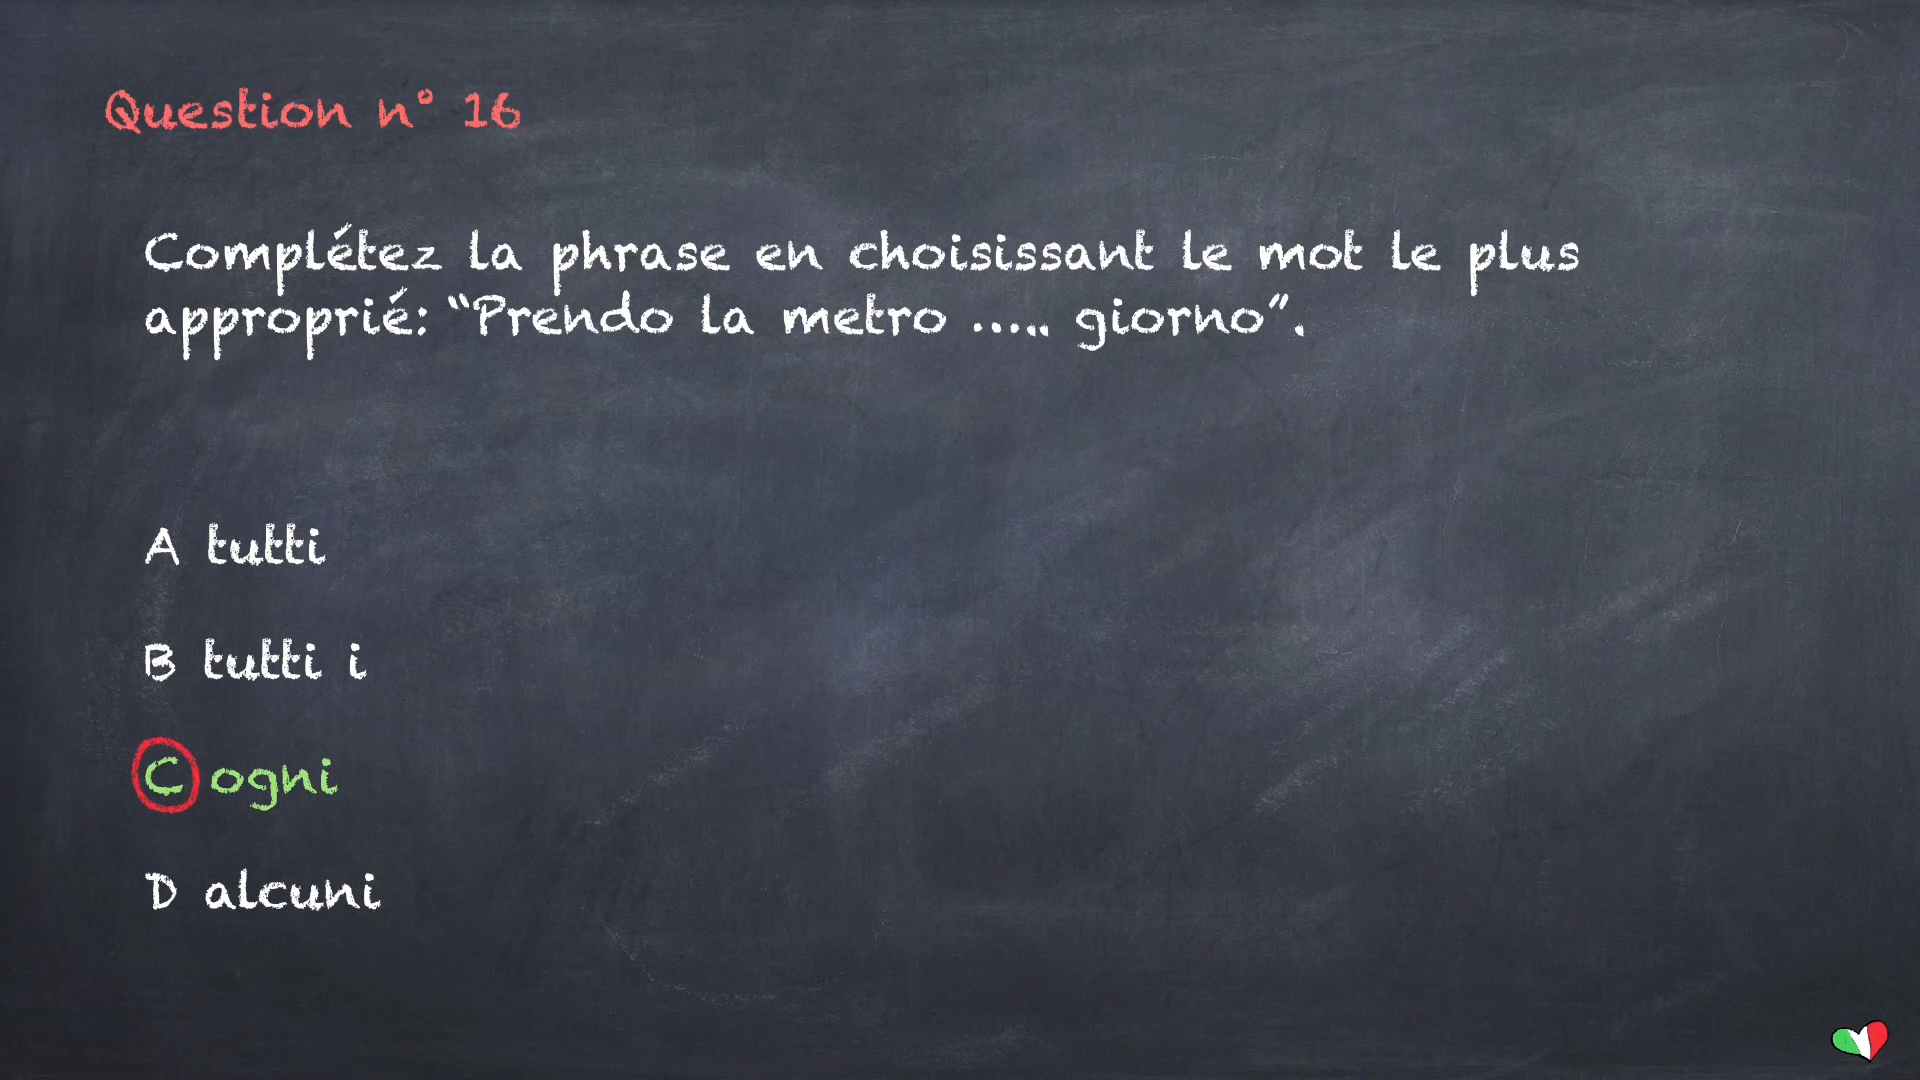 Question n° 16
Complétez la phrase en choisissant le mot le plus
approprié: “Prendo la metro ..... giorno”.
A tutti
B tutti i
C ogni
D alcuni